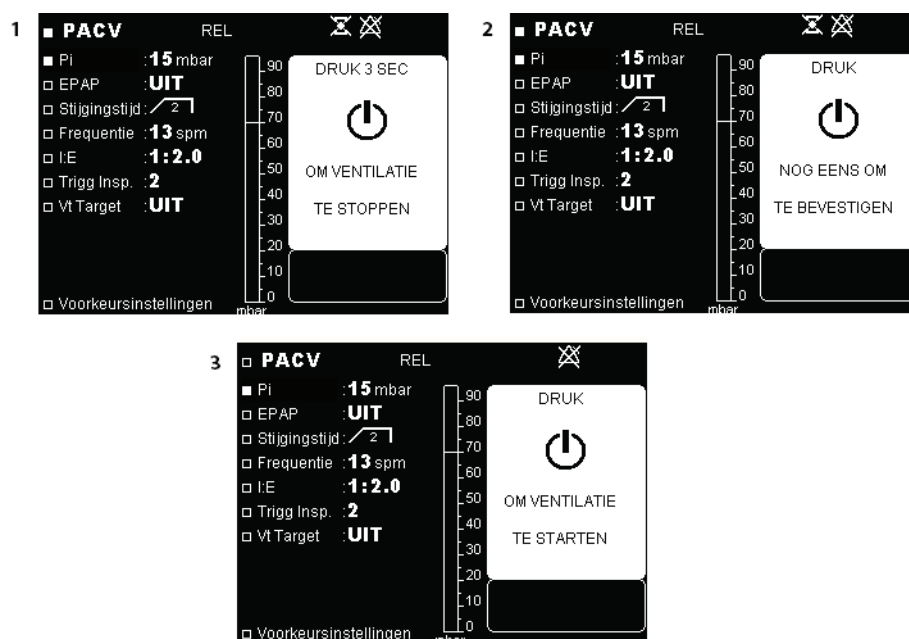 1
PACV REL
Pi :15 mbar
EPAP :UIT
Stijgingstijd : 2
Frequentie :13 spm
I:E :1:2.0
Trigg Insp. :2
Vt Target :UIT
Voorkeursinstellingen
90
80
70
60
50
40
30
20
10
0
mbar
DRUK 3 SEC
OM VENTILATIE
TE STOPPEN
2
PACV REL
Pi :15 mbar
EPAP :UIT
Stijgingstijd : 2
Frequentie :13 spm
I:E :1:2.0
Trigg Insp. :2
Vt Target :UIT
Voorkeursinstellingen
90
80
70
60
50
40
30
20
10
0
mbar
DRUK
NOG EENS OM
TE BEVESTIGEN
3
PACV REL
Pi :15 mbar
EPAP :UIT
Stijgingstijd : 2
Frequentie :13 spm
I:E :1:2.0
Trigg Insp. :2
Vt Target :UIT
Voorkeursinstellingen
90
80
70
60
50
40
30
20
10
0
mbar
DRUK
OM VENTILATIE
TE STARTEN